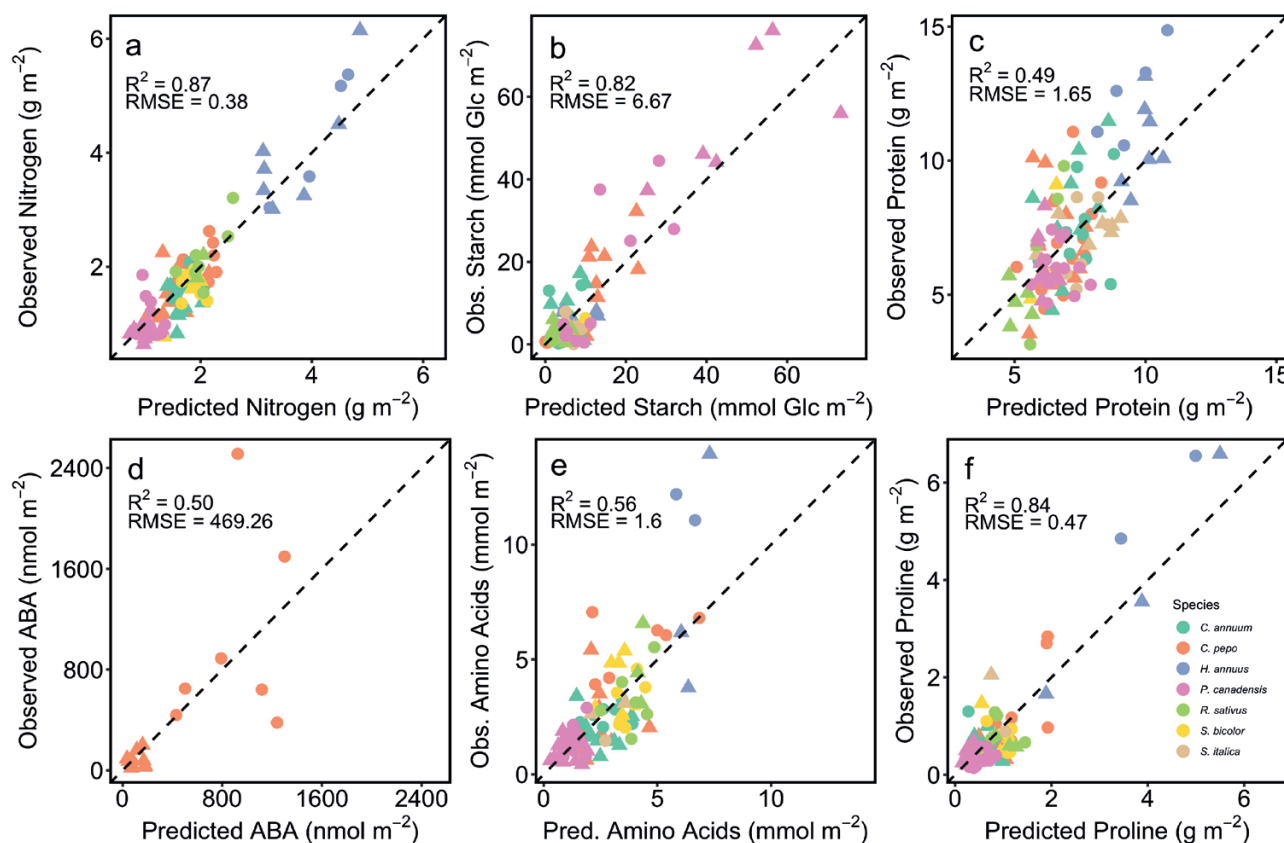 a
R² = 0.87
RMSE = 0.38
Observed Nitrogen (g m⁻²)
6
4
2
2
4
6
Predicted Nitrogen (g m⁻²)
b
R² = 0.82
RMSE = 6.67
Obs. Starch (mmol Glc m⁻²)
60
40
20
0
0
20
40
60
Predicted Starch (mmol Glc m⁻²)
c
R² = 0.49
RMSE = 1.65
Observed Protein (g m⁻²)
15
10
5
5
10
15
Predicted Protein (g m⁻²)
d
R² = 0.50
RMSE = 469.26
Observed ABA (nmol m⁻²)
2400
1600
800
0
0
800
1600
2400
Predicted ABA (nmol m⁻²)
e
R² = 0.56
RMSE = 1.6
Obs. Amino Acids (mmol m⁻²)
10
5
0
0
5
10
Pred. Amino Acids (mmol m⁻²)
f
R² = 0.84
RMSE = 0.47
Observed Proline (g m⁻²)
6
4
2
0
0
2
4
6
Predicted Proline (g m⁻²)
Species
C. annuum
C. pepo
H. annuus
P. canadensis
R. sativus
S. bicolor
S. italica